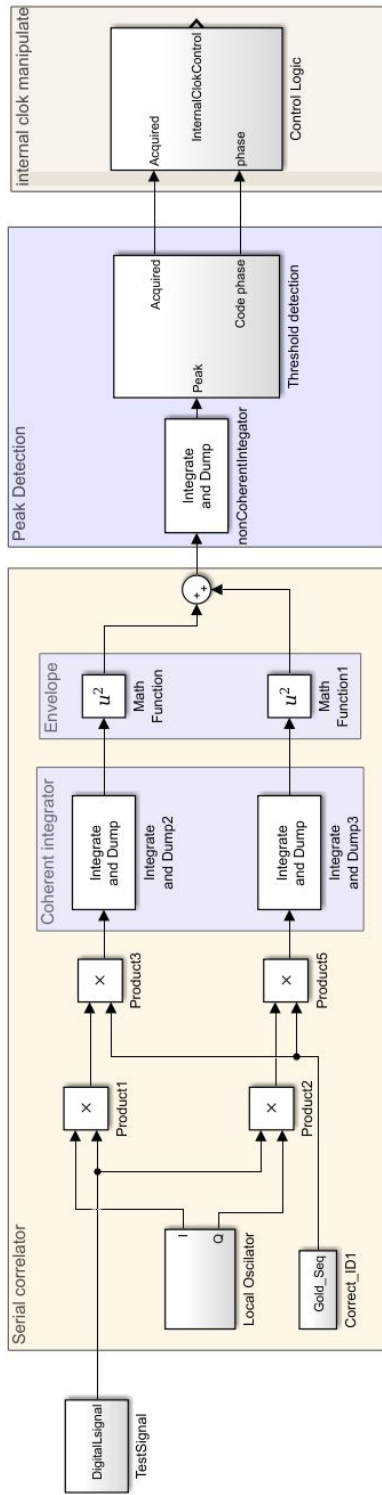 DigitalLsignal
TestSignal
Serial correlator
Local Oscilator
I
Q
Gold_Seq
Correct_ID1
×
Product1
×
Product2
×
Product3
×
Product5
Coherent integrator
Integrate
and Dump
Integrate
and Dump2
Integrate
and Dump
Integrate
and Dump3
Envelope
u²
Math
Function
u²
Math
Function1
+
+
Peak Detection
Integrate
and Dump
nonCoherentIntegator
Peak
Acquired
Code phase
Threshold detection
internal clok manipulate
Acquired
InternalClokControl
phase
Control Logic